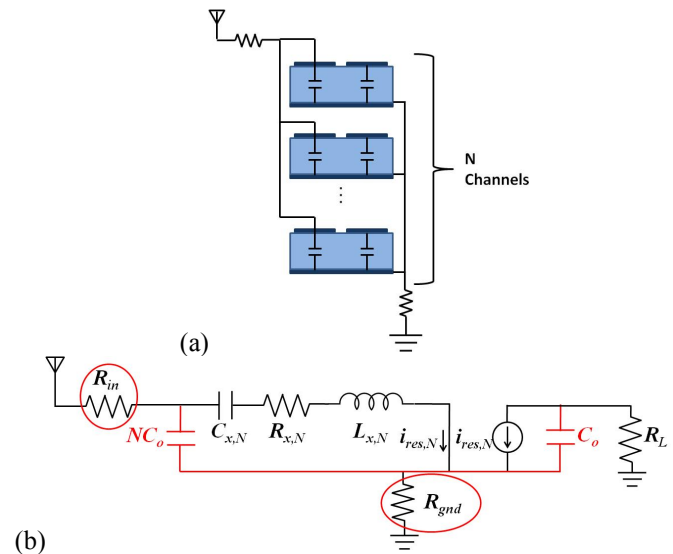 N
Channels
⋮
(a)
R_in
NC_o
C_x,N
R_x,N
L_x,N
i_res,N
i_res,N
C_o
R_L
R_gnd
(b)